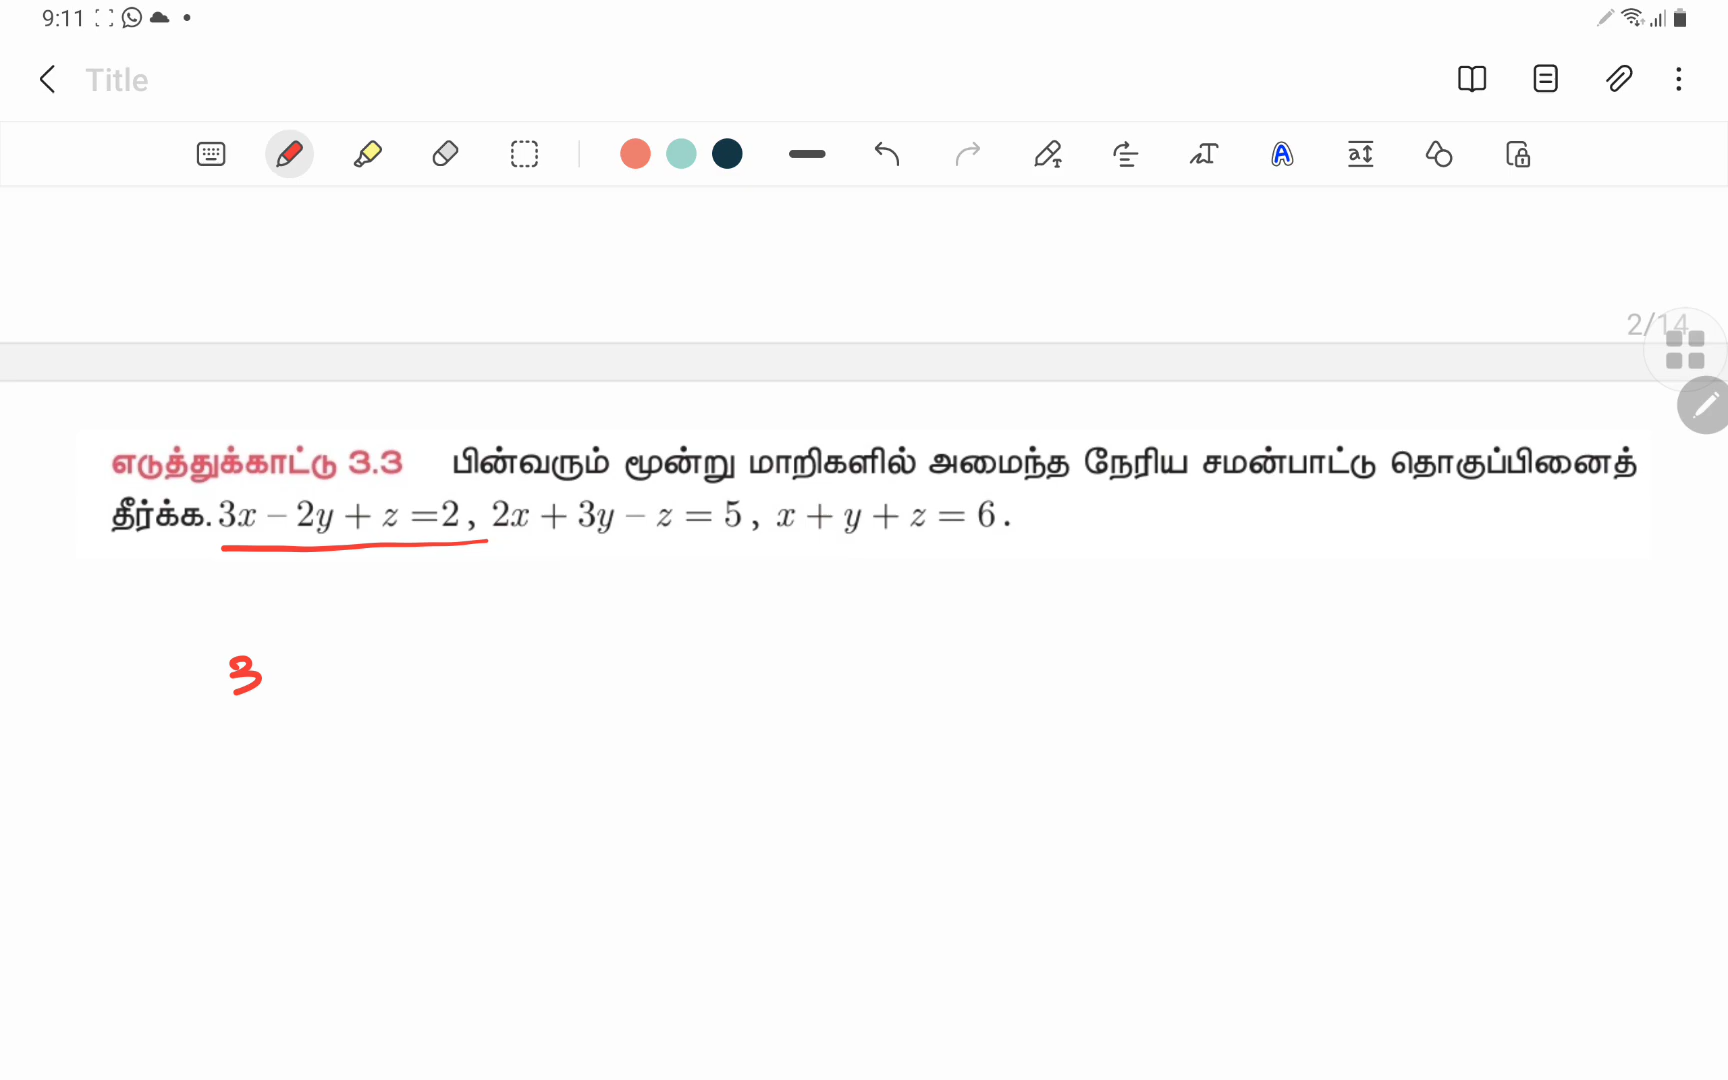 9:11
Title
2/14
எடுத்துக்காட்டு 3.3 பின்வரும் மூன்று மாறிகளில் அமைந்த நேரிய சமன்பாட்டு தொகுப்பினைத்
தீர்க்க. 3x – 2y + z =2 , 2x + 3y – z = 5 , x + y + z = 6 .
3